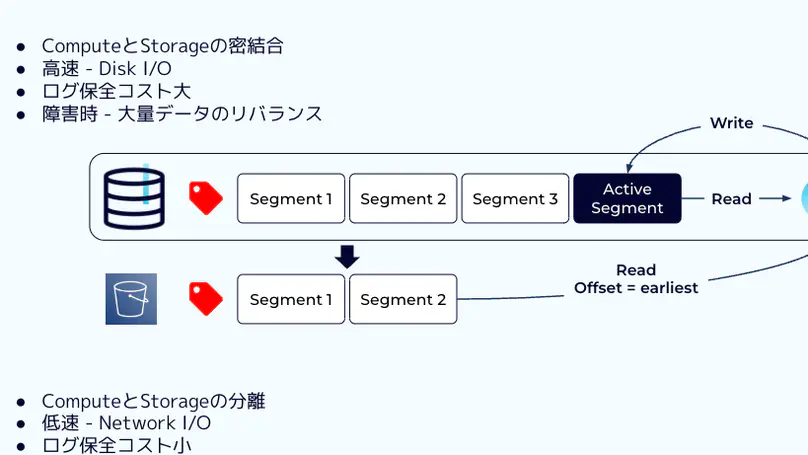 ● ComputeとStorageの密結合
● 高速 - Disk I/O
● ログ保全コスト大
● 障害時 - 大量データのリバランス
Write
Segment 1
Segment 2
Segment 3
Active
Segment
Read
Segment 1
Segment 2
Read
Offset = earliest
● ComputeとStorageの分離
● 低速 - Network I/O
● ログ保全コスト小